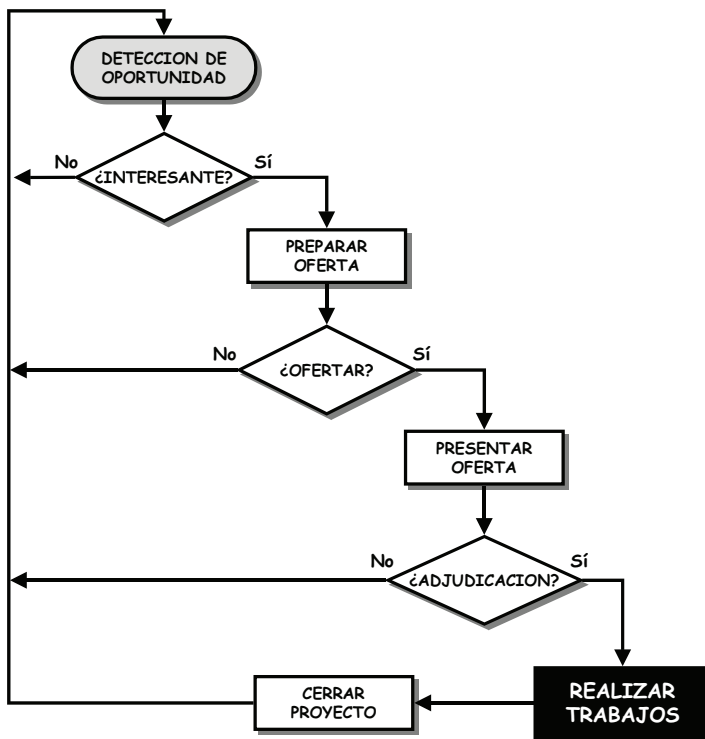 DETECCION DE
OPORTUNIDAD
No
¿INTERESANTE?
Sí
PREPARAR
OFERTA
No
¿OFERTAR?
Sí
PRESENTAR
OFERTA
No
¿ADJUDICACION?
Sí
CERRAR
PROYECTO
REALIZAR
TRABAJOS